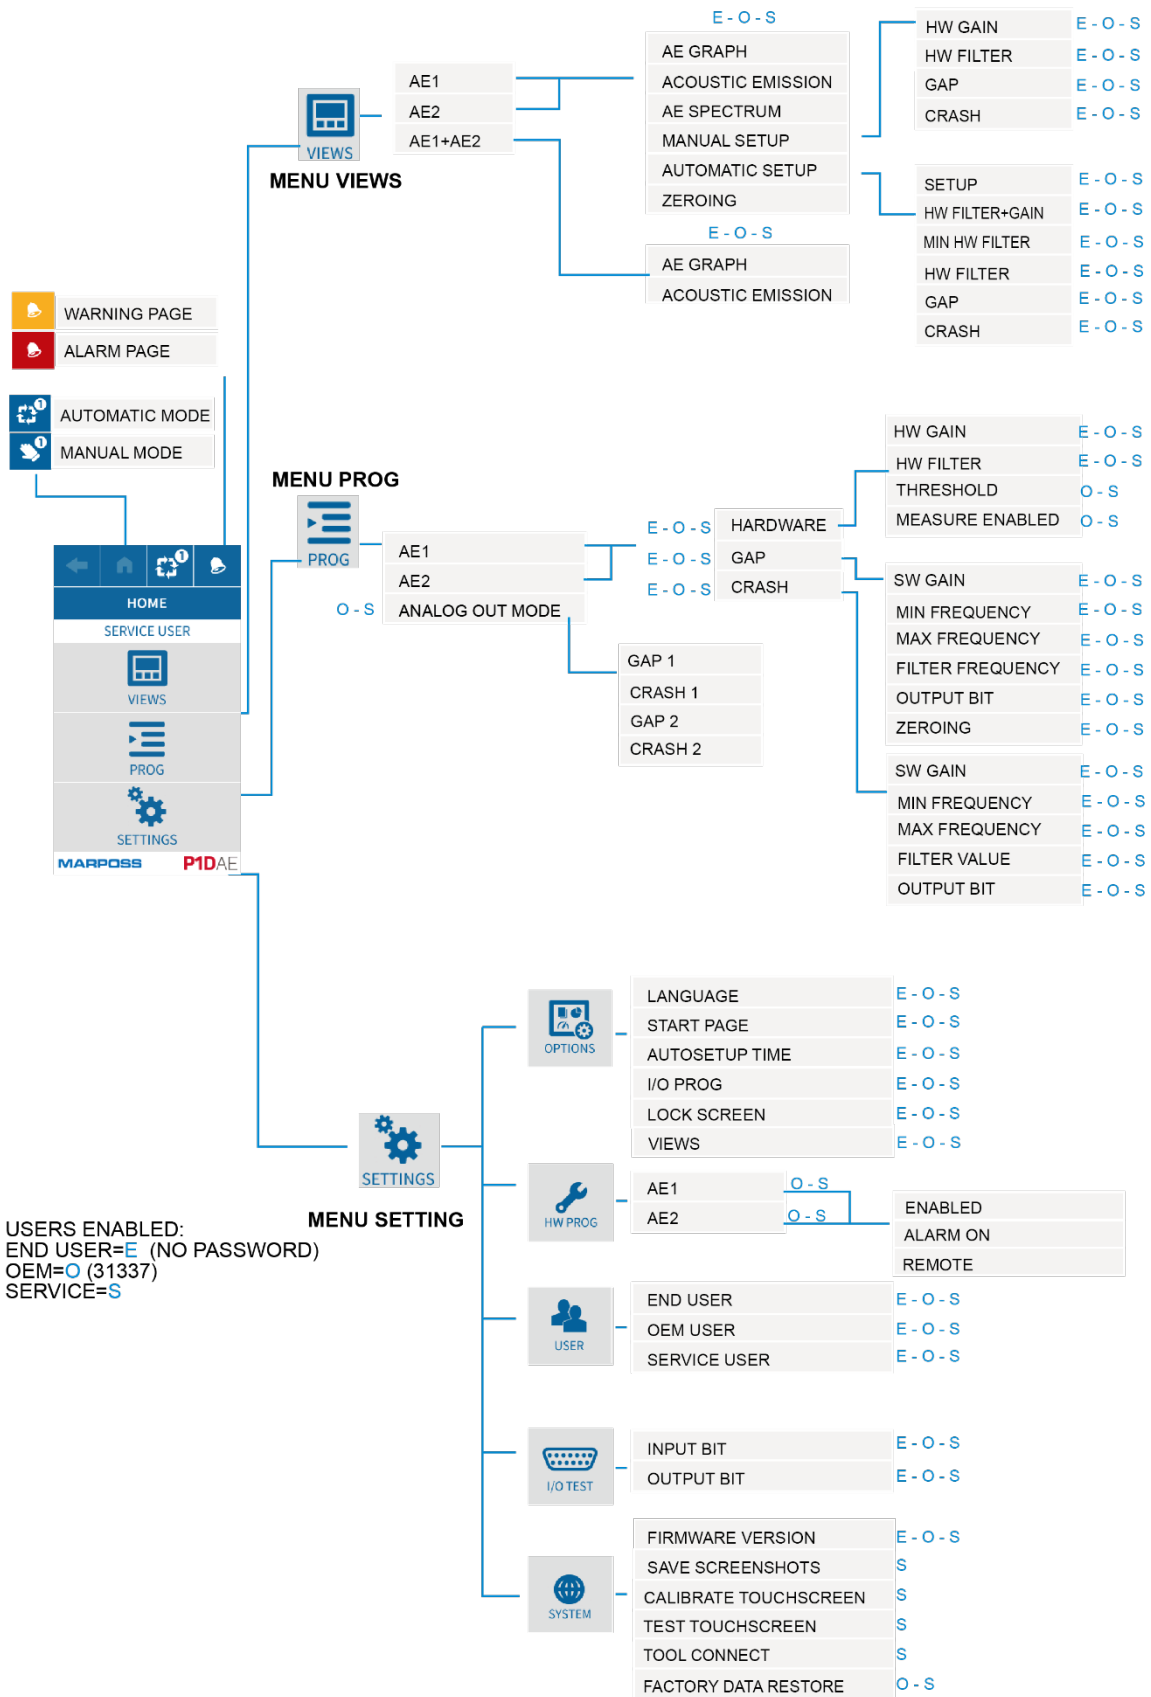 E - O - S
AE GRAPH
ACOUSTIC EMISSION
AE SPECTRUM
MANUAL SETUP
AUTOMATIC SETUP
ZEROING
HW GAIN E - O - S
HW FILTER E - O - S
GAP E - O - S
CRASH E - O - S
AE1
AE2
AE1+AE2
VIEWS
MENU VIEWS
SETUP E - O - S
HW FILTER+GAIN E - O - S
MIN HW FILTER E - O - S
HW FILTER E - O - S
GAP E - O - S
CRASH E - O - S
E - O - S
AE GRAPH
ACOUSTIC EMISSION
WARNING PAGE
ALARM PAGE
1 AUTOMATIC MODE
1 MANUAL MODE
1
HOME
SERVICE USER
VIEWS
PROG
SETTINGS
MARPOSS P1DAE
MENU PROG
PROG
AE1
AE2
O - S ANALOG OUT MODE
GAP 1
CRASH 1
GAP 2
CRASH 2
E - O - S HARDWARE
E - O - S GAP
E - O - S CRASH
HW GAIN E - O - S
HW FILTER E - O - S
THRESHOLD O - S
MEASURE ENABLED O - S
SW GAIN E - O - S
MIN FREQUENCY E - O - S
MAX FREQUENCY E - O - S
FILTER FREQUENCY E - O - S
OUTPUT BIT E - O - S
ZEROING E - O - S
SW GAIN E - O - S
MIN FREQUENCY E - O - S
MAX FREQUENCY E - O - S
FILTER VALUE E - O - S
OUTPUT BIT E - O - S
SETTINGS
MENU SETTING
OPTIONS
LANGUAGE E - O - S
START PAGE E - O - S
AUTOSETUP TIME E - O - S
I/O PROG E - O - S
LOCK SCREEN E - O - S
VIEWS E - O - S
HW PROG
AE1 O - S
AE2 O - S
ENABLED
ALARM ON
REMOTE
USERS ENABLED:
END USER=E (NO PASSWORD)
OEM=O (31337)
SERVICE=S
USER
END USER E - O - S
OEM USER E - O - S
SERVICE USER E - O - S
I/O TEST
INPUT BIT E - O - S
OUTPUT BIT E - O - S
SYSTEM
FIRMWARE VERSION E - O - S
SAVE SCREENSHOTS S
CALIBRATE TOUCHSCREEN S
TEST TOUCHSCREEN S
TOOL CONNECT S
FACTORY DATA RESTORE O - S